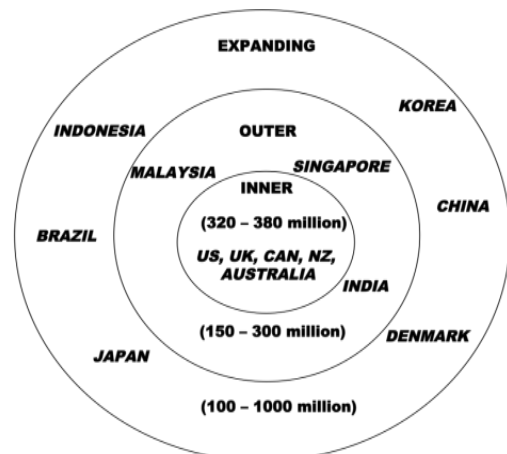 EXPANDING
KOREA
INDONESIA
OUTER
MALAYSIA
SINGAPORE
INNER
(320 – 380 million)
CHINA
BRAZIL
US, UK, CAN, NZ,
AUSTRALIA
INDIA
(150 – 300 million)
DENMARK
JAPAN
(100 – 1000 million)